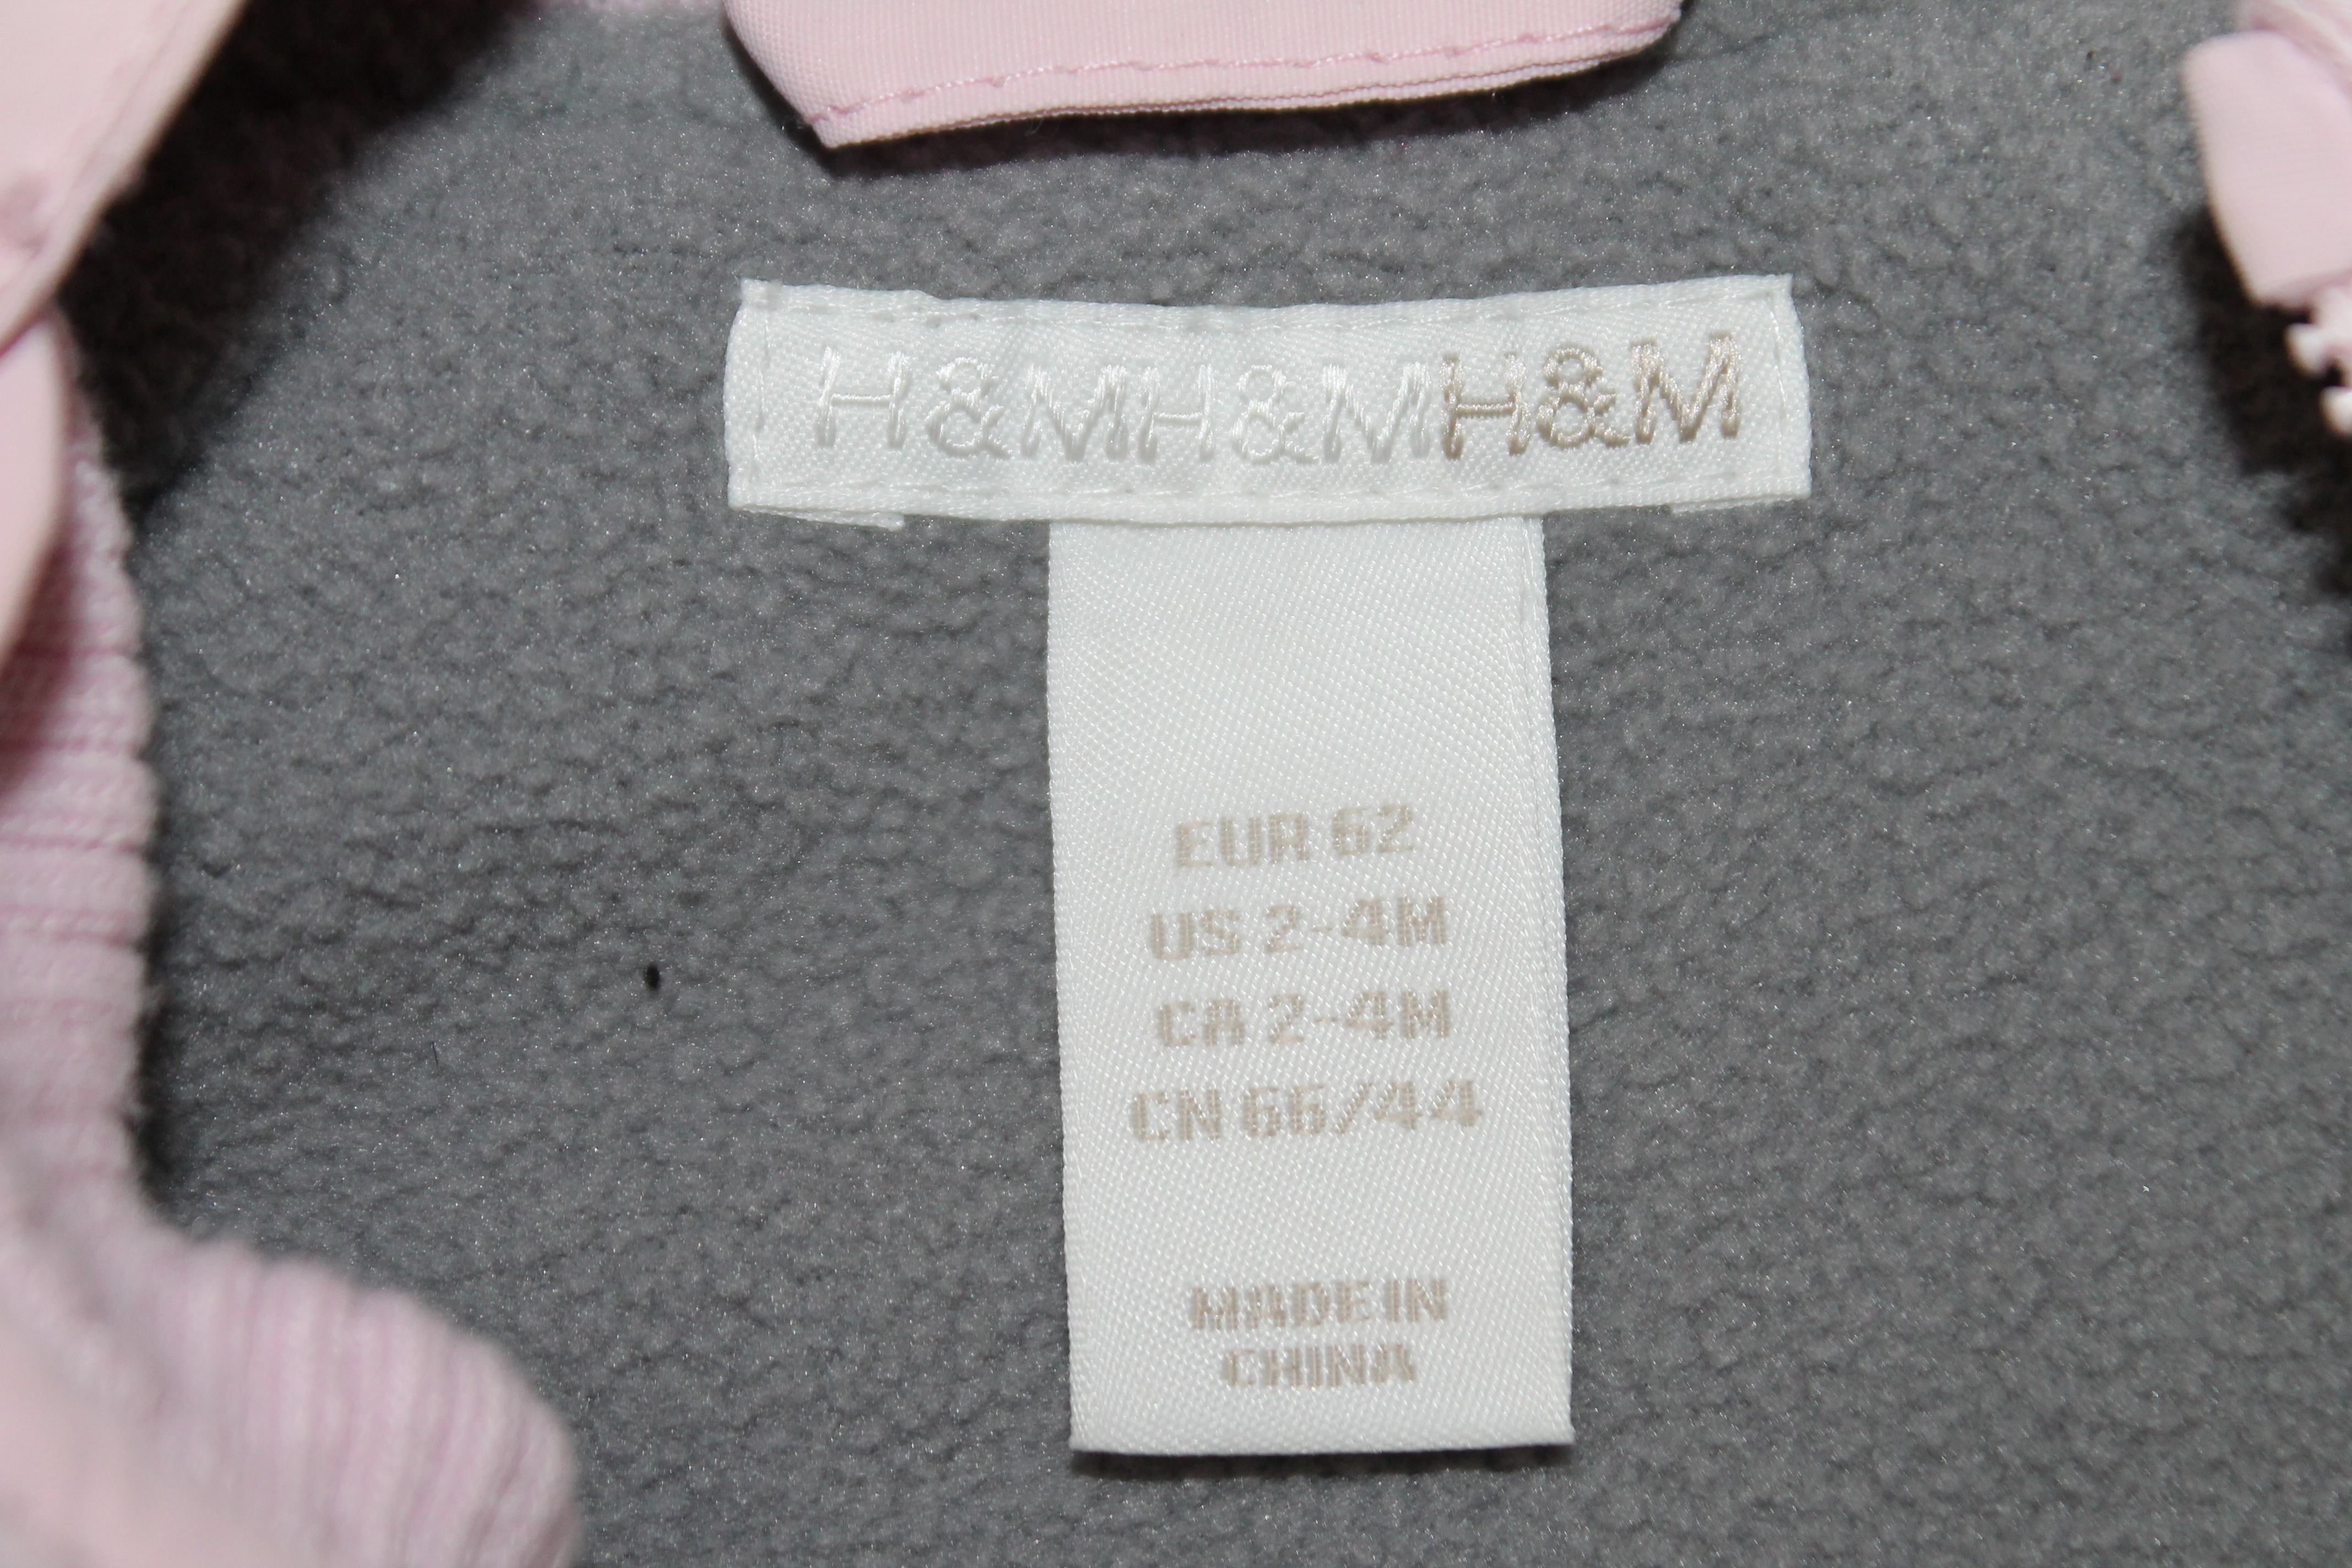 H&MH&MH&M
EUR 62
US 2-4M
CA 2-4M
CN 66/44
MADE IN
CHINA